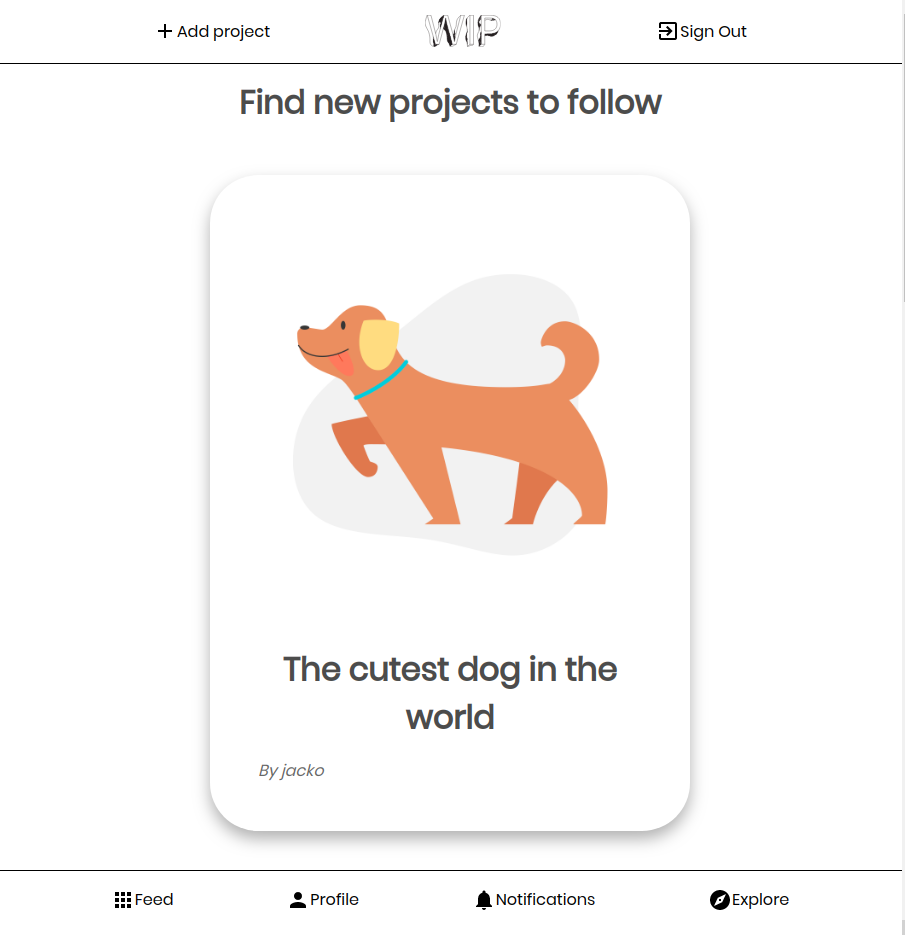 Add project
WIP
Sign Out
Find new projects to follow
The cutest dog in the
world
By jacko
Feed
Profile
Notifications
Explore